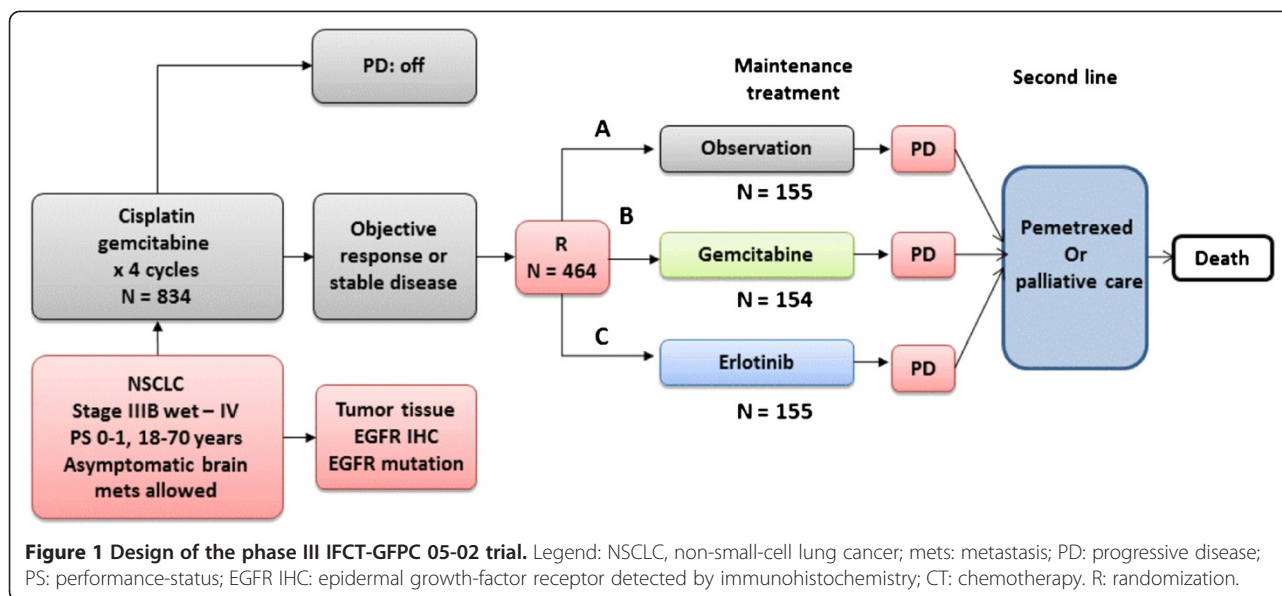 PD: off
Maintenance
treatment
Second line
Cisplatin
gemcitabine
x 4 cycles
N = 834
Objective
response or
stable disease
R
N = 464
A
Observation
N = 155
PD
B
Gemcitabine
N = 154
PD
C
Erlotinib
N = 155
PD
Pemetrexed
Or
palliative care
Death
NSCLC
Stage IIIB wet – IV
PS 0-1, 18-70 years
Asymptomatic brain
mets allowed
Tumor tissue
EGFR IHC
EGFR mutation
Figure 1 Design of the phase III IFCT-GFPC 05-02 trial. Legend: NSCLC, non-small-cell lung cancer; mets: metastasis; PD: progressive disease;
PS: performance-status; EGFR IHC: epidermal growth-factor receptor detected by immunohistochemistry; CT: chemotherapy. R: randomization.